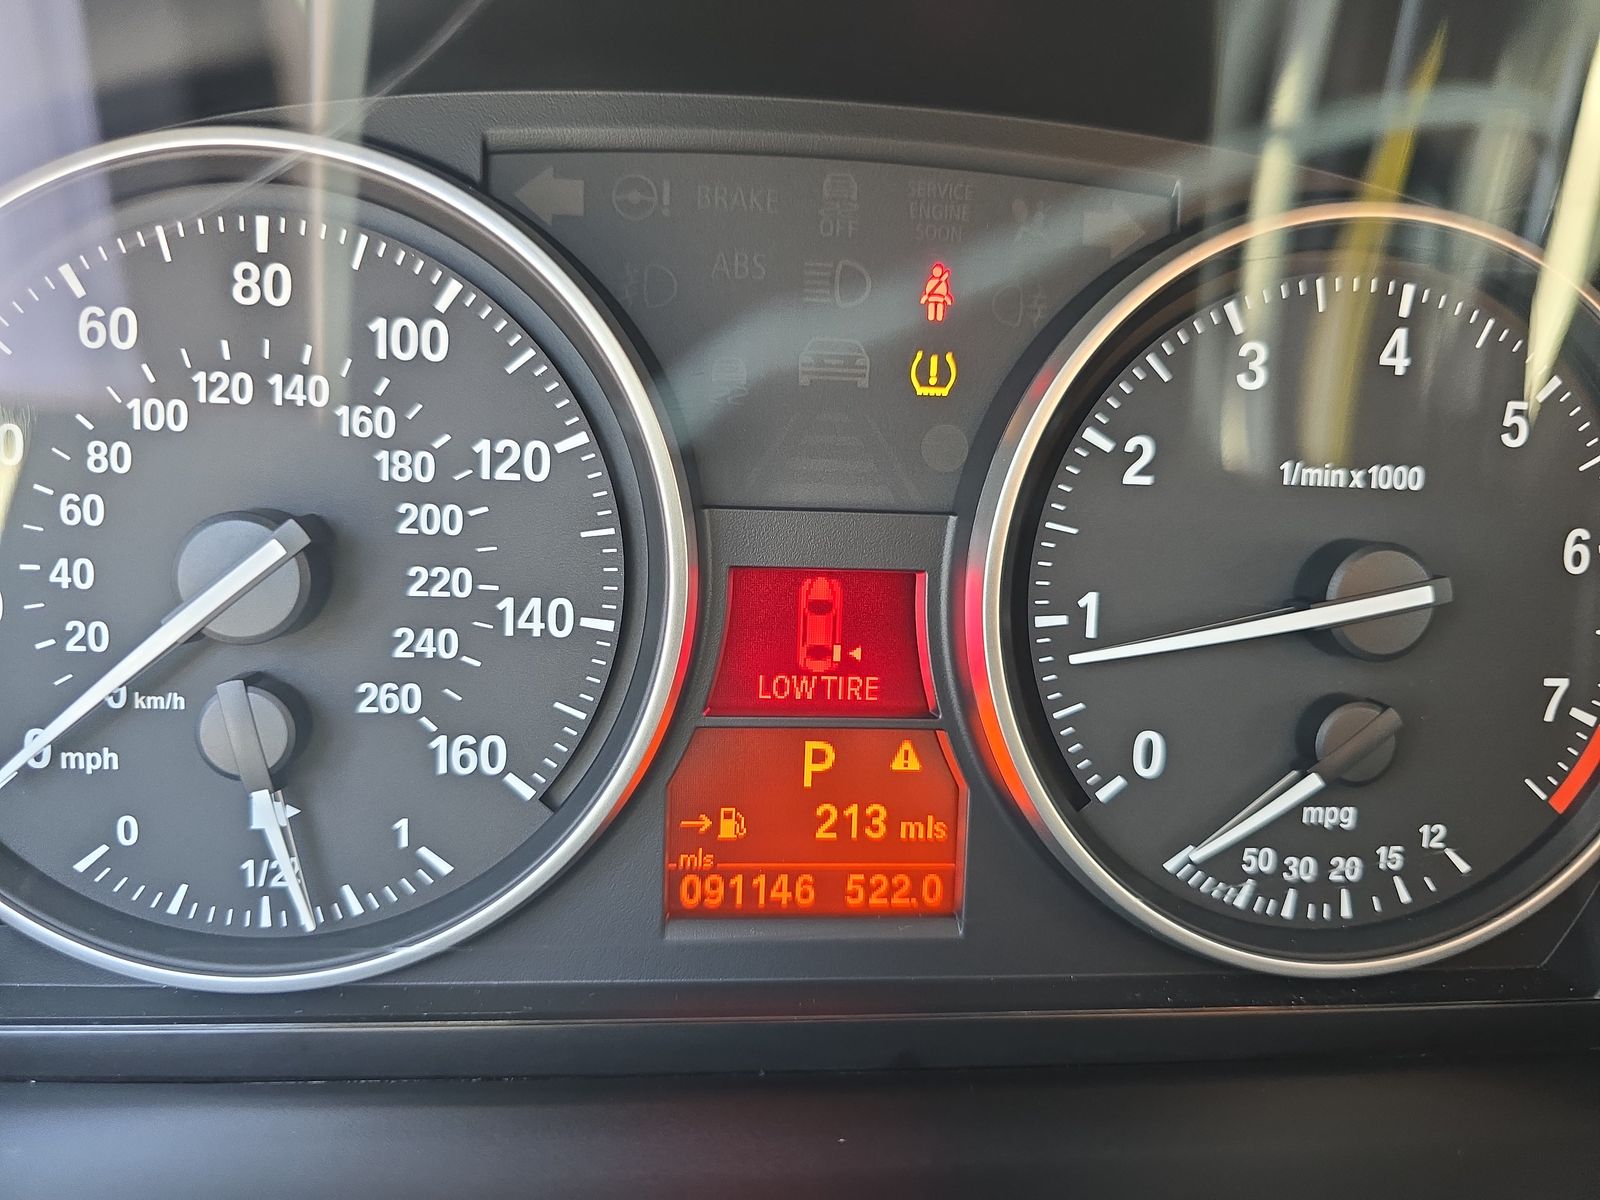 BRAKE
OFF
SERVICE
ENGINE
SOON
ABS
60
80
100
120
140
160
0 mph
20
40
60
80
100
120
140
160
180
200
220
240
260
km/h
0
1/2
1
LOW TIRE
P
213 mls
mls
091146 522.0
0
1
2
3
4
5
6
7
1/min x 1000
mpg
50 30 20 15 12